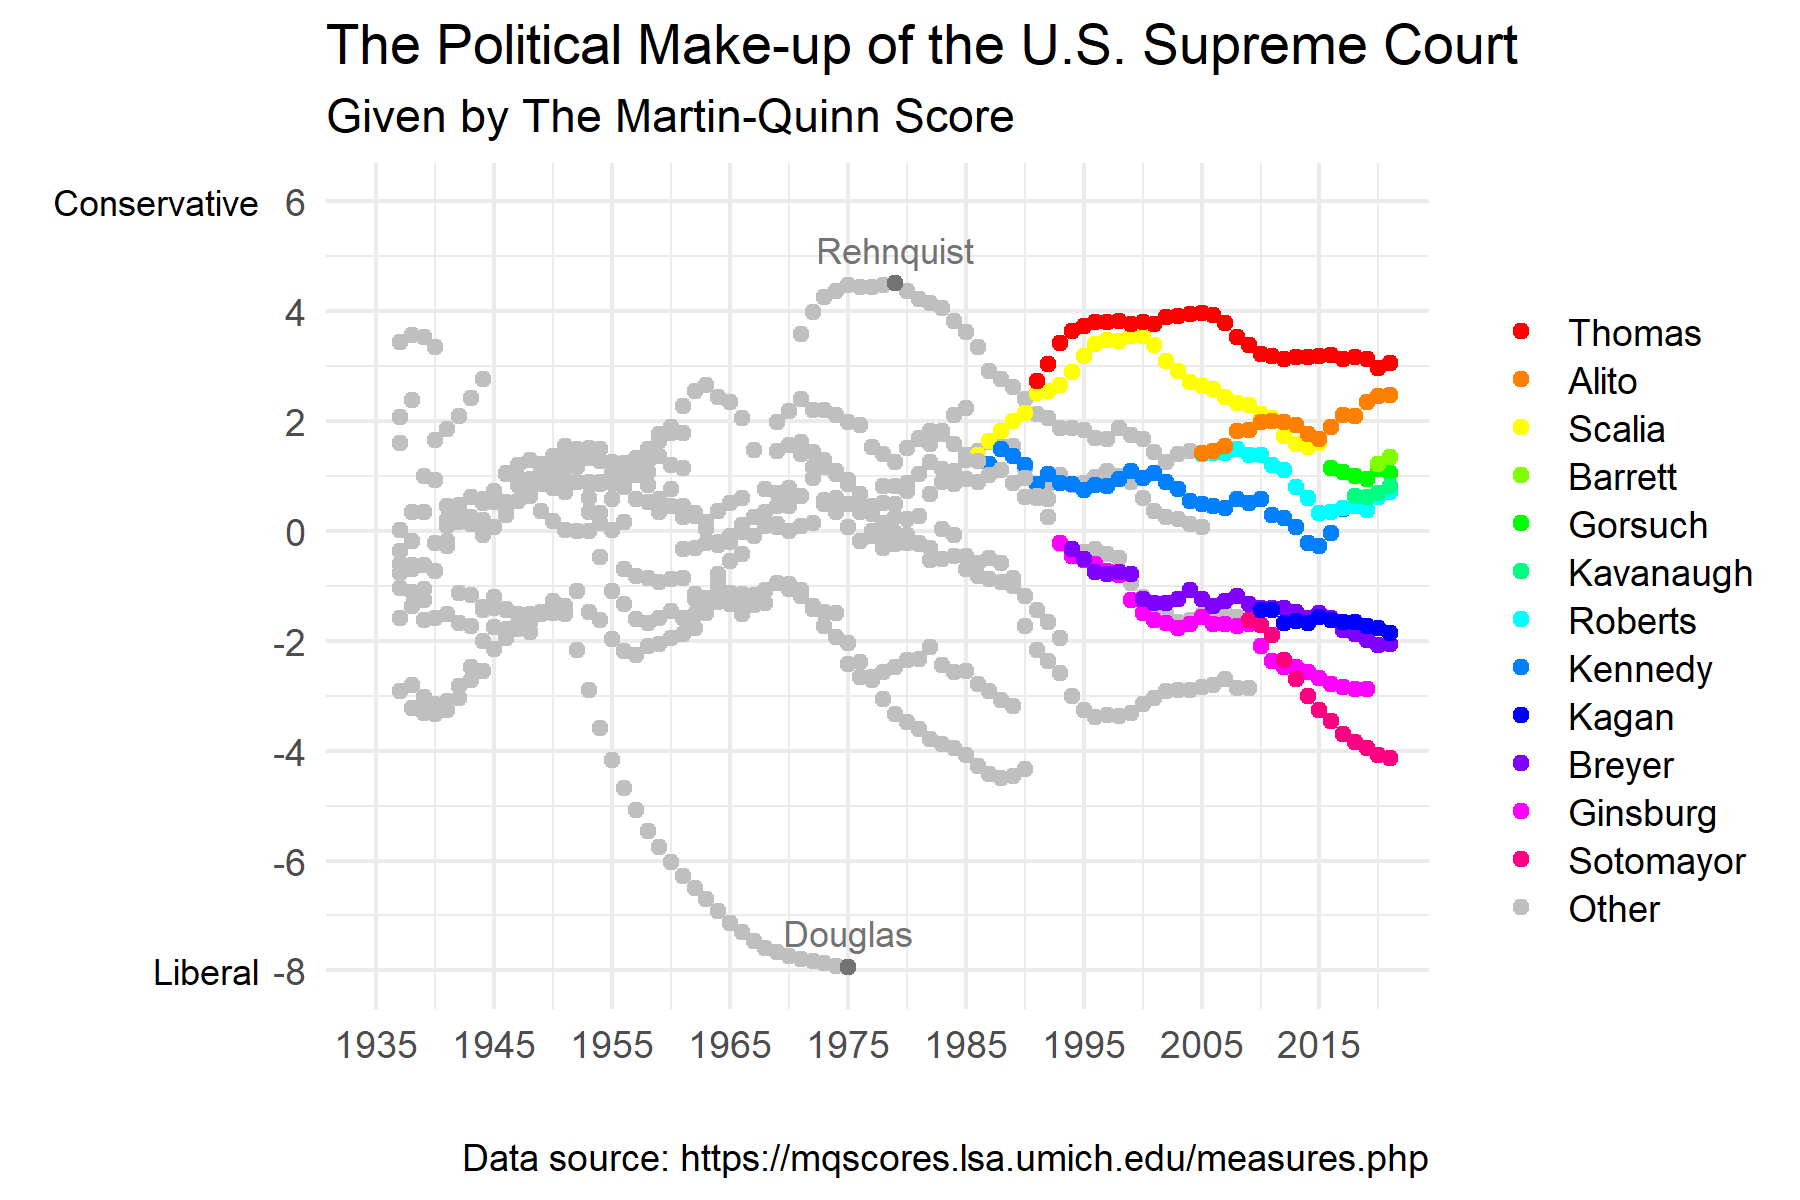 The Political Make-up of the U.S. Supreme Court
Given by The Martin-Quinn Score
Conservative
6
4
2
0
-2
-4
-6
Liberal
-8
Rehnquist
Douglas
1935 1945 1955 1965 1975 1985 1995 2005 2015
Thomas
Alito
Scalia
Barrett
Gorsuch
Kavanaugh
Roberts
Kennedy
Kagan
Breyer
Ginsburg
Sotomayor
Other
Data source: https://mqscores.lsa.umich.edu/measures.php